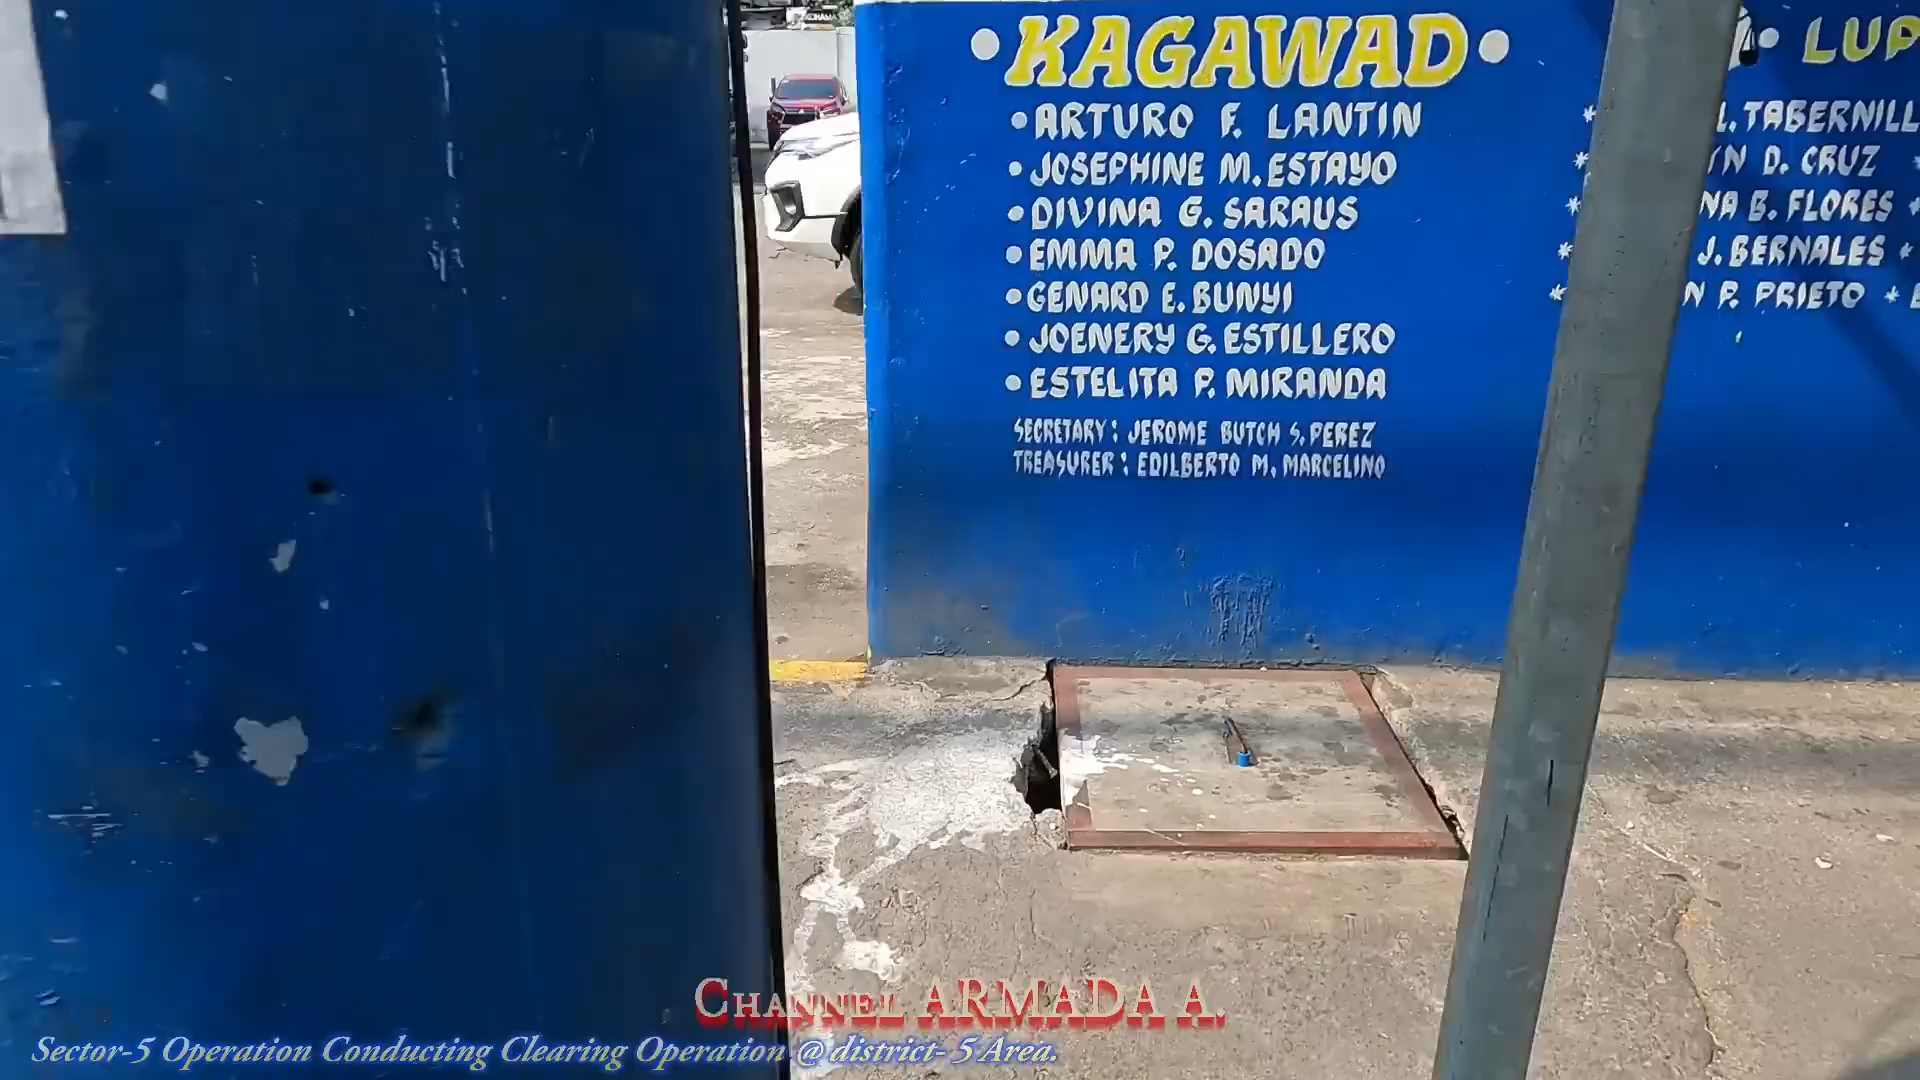 •KAGAWAD•
•ARTURO F. LANTIN
•JOSEPHINE M. ESTAYO
•DIVINA G. SARAUS
•EMMA P. DOSADO
•GENARD E. BUNYI
•JOENERY G. ESTILLERO
•ESTELITA P. MIRANDA
SECRETARY: JEROME BUTCH S. PEREZ
TREASURER: EDILBERTO M. MARCELINO
• LUP
L. TABERNILL
YN D. CRUZ
NA B. FLORES *
J. BERNALES *
N P. PRIETO *
CHANNEL ARMADA A.
Sector-5 Operation Conducting Clearing Operation @ district-5 Area.